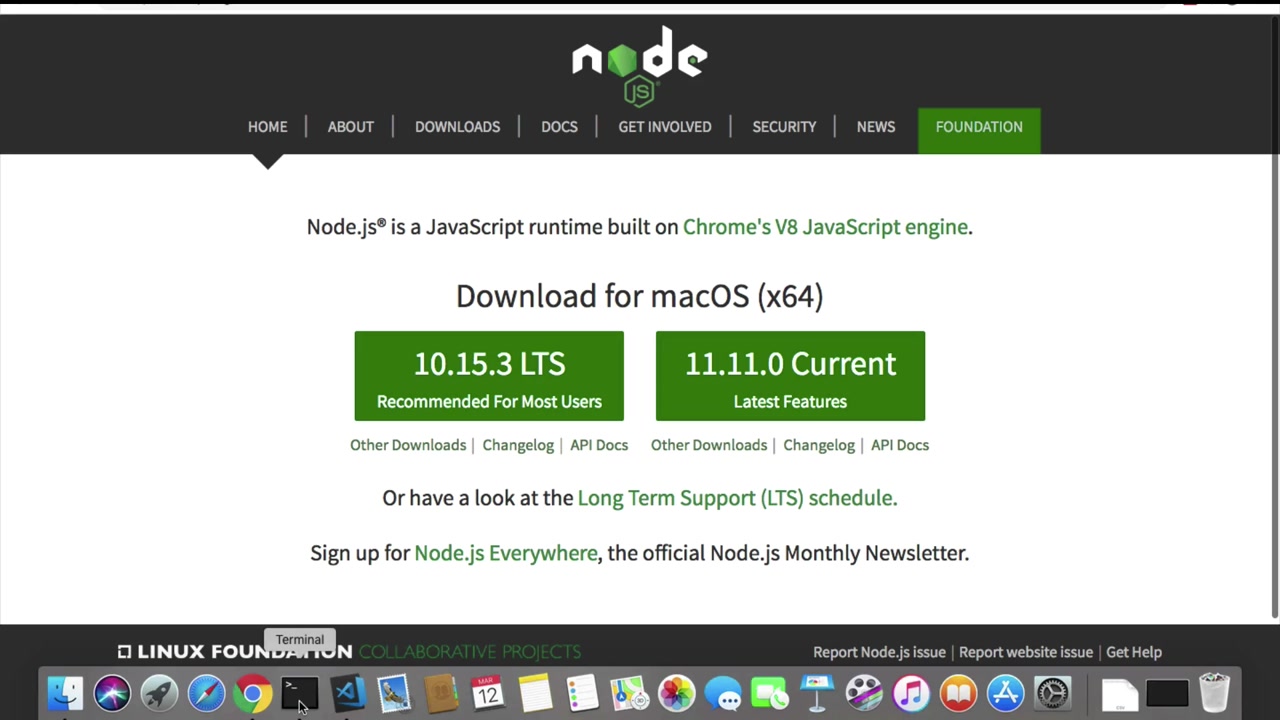 node
JS
HOME | ABOUT | DOWNLOADS | DOCS | GET INVOLVED | SECURITY | NEWS FOUNDATION
Node.js® is a JavaScript runtime built on Chrome's V8 JavaScript engine.
Download for macOS (x64)
10.15.3 LTS
Recommended For Most Users
11.11.0 Current
Latest Features
Other Downloads | Changelog | API Docs
Other Downloads | Changelog | API Docs
Or have a look at the Long Term Support (LTS) schedule.
Sign up for Node.js Everywhere, the official Node.js Monthly Newsletter.
Terminal
LINUX FOUNDATION COLLABORATIVE PROJECTS
Report Node.js issue | Report website issue | Get Help
>_
MAR
12